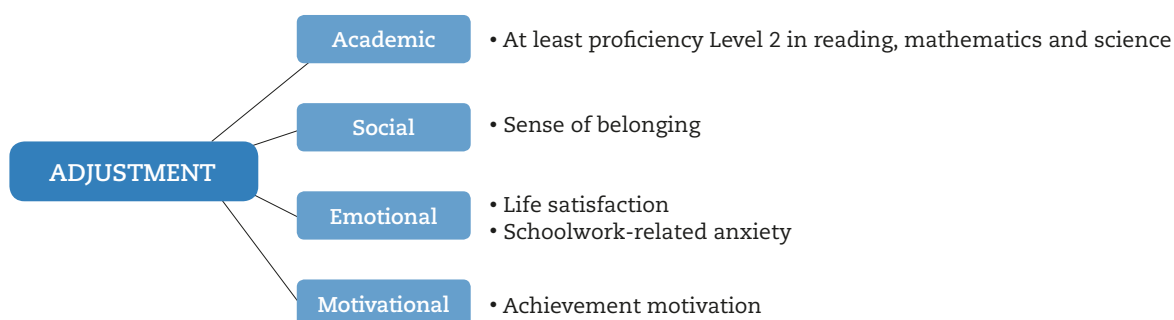 Academic • At least proficiency Level 2 in reading, mathematics and science
Social • Sense of belonging
ADJUSTMENT
Emotional • Life satisfaction
• Schoolwork-related anxiety
Motivational • Achievement motivation